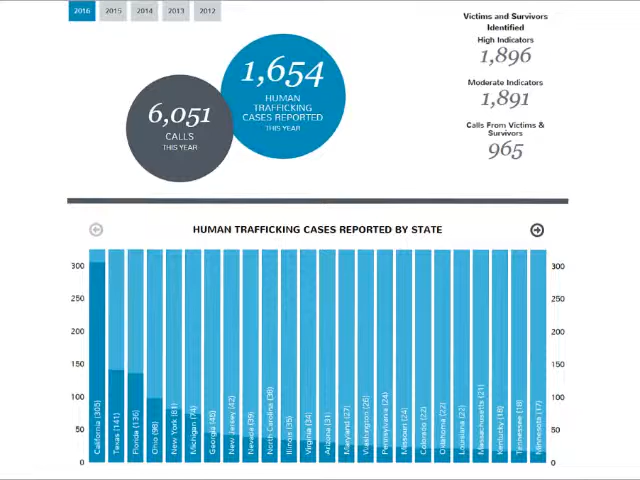 2016 2015 2014 2013 2012
6,051
CALLS
THIS YEAR
1,654
HUMAN
TRAFFICKING
CASES REPORTED
THIS YEAR
Victims and Survivors
Identified
High Indicators
1,896
Moderate Indicators
1,891
Calls From Victims &
Survivors
965
HUMAN TRAFFICKING CASES REPORTED BY STATE
300
250
200
150
100
50
0
California (305)
Texas (141)
Florida (136)
Ohio (98)
New York (81)
Michigan (74)
Georgia (45)
New Jersey (42)
Nevada (39)
North Carolina (38)
Illinois (35)
Virginia (34)
Arizona (31)
Maryland (27)
Washington (26)
Pennsylvania (24)
Missouri (24)
Colorado (22)
Oklahoma (22)
Louisiana (22)
Massachusetts (21)
Kentucky (18)
Tennessee (18)
Minnesota (17)
300
250
200
150
100
50
0